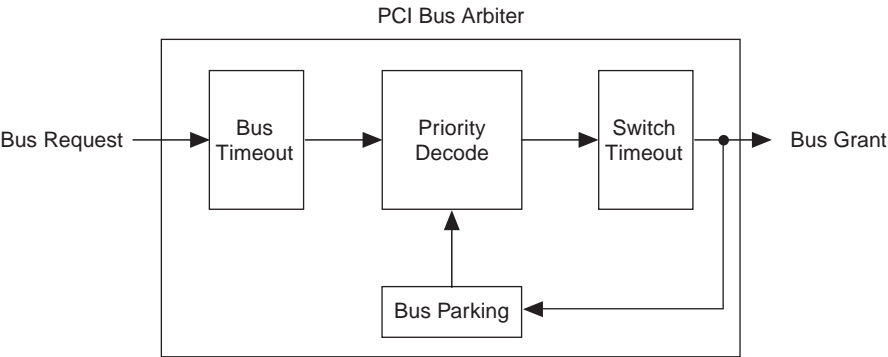 PCI Bus Arbiter
Bus Request
Bus
Timeout
Priority
Decode
Switch
Timeout
Bus Grant
Bus Parking